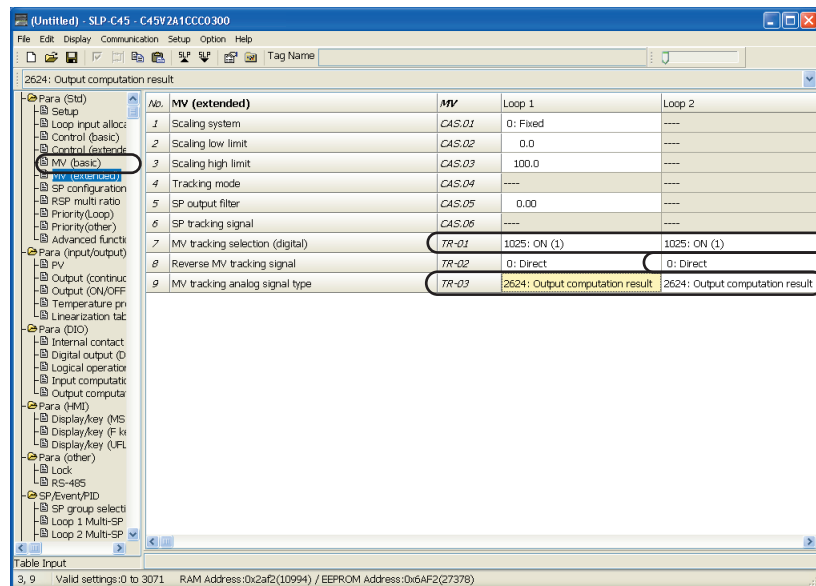 (Untitled) - SLP-C45 - C45V2A1CCC0300
File Edit Display Communication Setup Option Help
Tag Name
2624: Output computation result
Para (Std)
Setup
Loop input alloca
Control (basic)
Control (extende
MV (basic)
MV (extended)
SP configuration
RSP multi ratio
Priority(Loop)
Priority(other)
Advanced functi
Para (input/output)
PV
Output (continuo
Output (ON/OFF
Temperature pr
Linearization tab
Para (DIO)
Internal contact
Digital output (D
Logical operation
Input computatio
Output computa
Para (HMI)
Display/key (MS
Display/key (F k
Display/key (UFL
Para (other)
Lock
RS-485
SP/Event/PID
SP group selecti
Loop 1 Multi-SP
Loop 2 Multi-SP
No. MV (extended) MV Loop 1 Loop 2
1 Scaling system CAS.01 0: Fixed ----
2 Scaling low limit CAS.02 0.0 ----
3 Scaling high limit CAS.03 100.0 ----
4 Tracking mode CAS.04 ---- ----
5 SP output filter CAS.05 0.00 ----
6 SP tracking signal CAS.06 ---- ----
7 MV tracking selection (digital) TR-01 1025: ON (1) 1025: ON (1)
8 Reverse MV tracking signal TR-02 0: Direct 0: Direct
9 MV tracking analog signal type TR-03 2624: Output computation result 2624: Output computation result
Table Input
3, 9 Valid settings:0 to 3071 RAM Address:0x2af2(10994) / EEPROM Address:0x6AF2(27378)